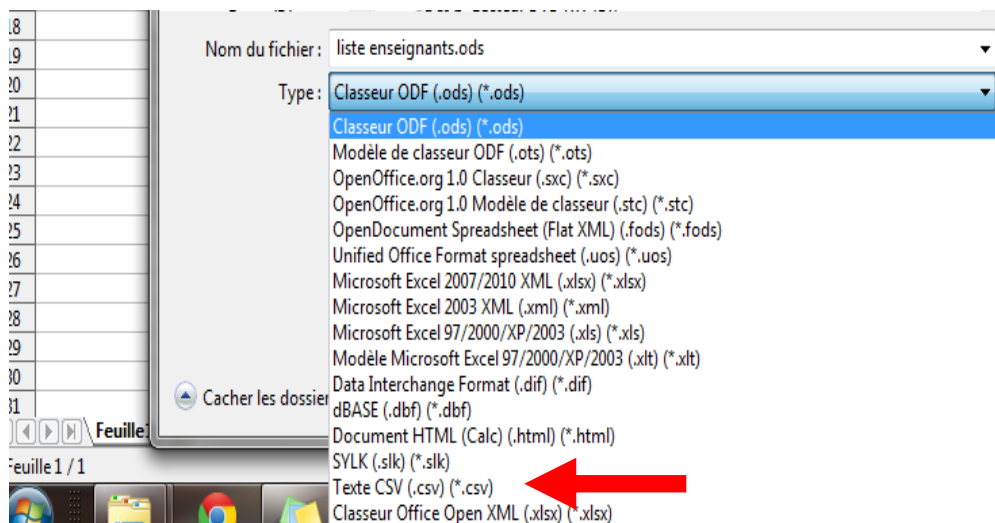 18
19
Nom du fichier : liste enseignants.ods
20
Type : Classeur ODF (.ods) (*.ods)
21
Classeur ODF (.ods) (*.ods)
22
Modèle de classeur ODF (.ots) (*.ots)
23
OpenOffice.org 1.0 Classeur (.sxc) (*.sxc)
24
OpenOffice.org 1.0 Modèle de classeur (.stc) (*.stc)
25
OpenDocument Spreadsheet (Flat XML) (.fods) (*.fods)
26
Unified Office Format spreadsheet (.uos) (*.uos)
27
Microsoft Excel 2007/2010 XML (.xlsx) (*.xlsx)
28
Microsoft Excel 2003 XML (.xml) (*.xml)
Microsoft Excel 97/2000/XP/2003 (.xls) (*.xls)
29
Modèle Microsoft Excel 97/2000/XP/2003 (.xlt) (*.xlt)
30
Data Interchange Format (.dif) (*.dif)
Cacher les dossier
31
dBASE (.dbf) (*.dbf)
Feuille1
Document HTML (Calc) (.html) (*.html)
SYLK (.slk) (*.slk)
Feuille 1 / 1
Texte CSV (.csv) (*.csv)
Classeur Office Open XML (.xlsx) (*.xlsx)